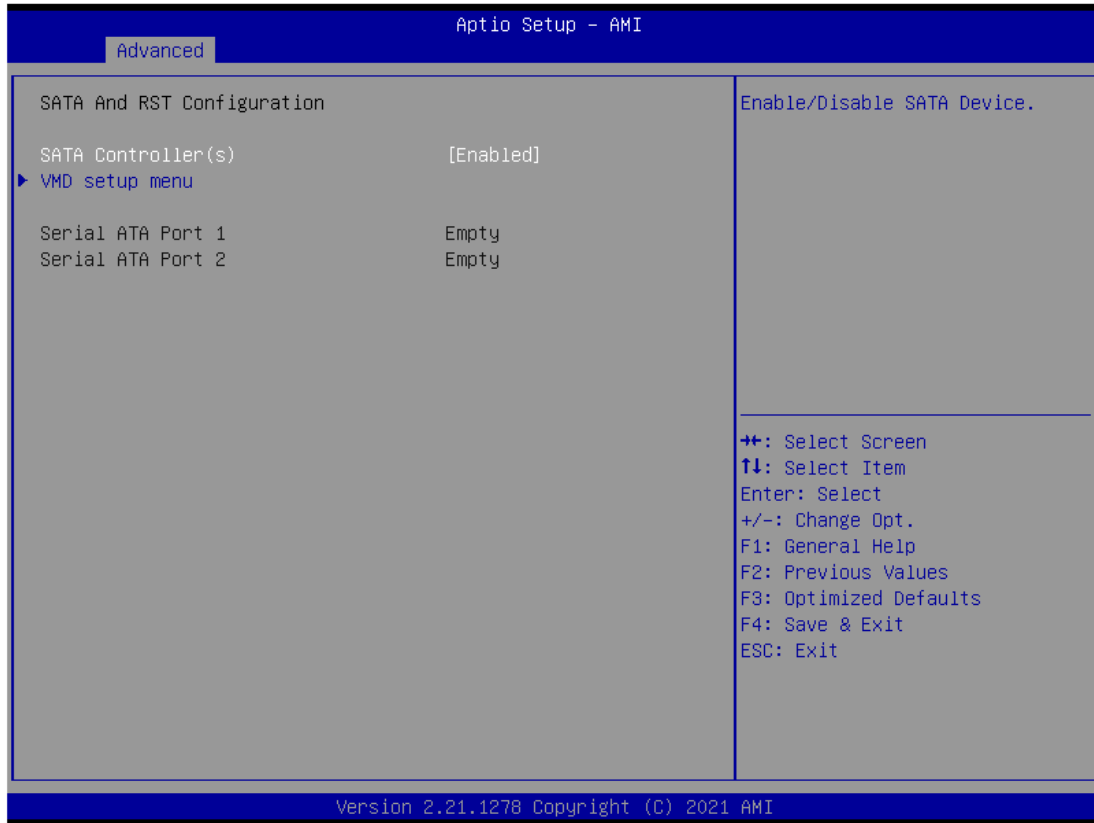 Aptio Setup – AMI
Advanced
SATA And RST Configuration
Enable/Disable SATA Device.
SATA Controller(s) [Enabled]
VMD setup menu
Serial ATA Port 1 Empty
Serial ATA Port 2 Empty
→←: Select Screen
↑↓: Select Item
Enter: Select
+/-: Change Opt.
F1: General Help
F2: Previous Values
F3: Optimized Defaults
F4: Save & Exit
ESC: Exit
Version 2.21.1278 Copyright (C) 2021 AMI